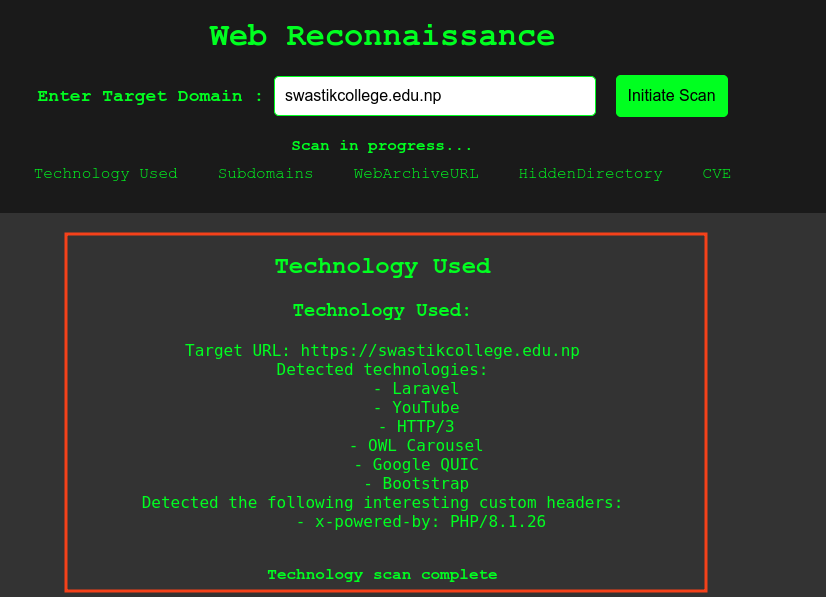 Web Reconnaissance
Enter Target Domain : swastikcollege.edu.np Initiate Scan
Scan in progress...
Technology Used Subdomains WebArchiveURL HiddenDirectory CVE
Technology Used
Technology Used:
Target URL: https://swastikcollege.edu.np
Detected technologies:
- Laravel
- YouTube
- HTTP/3
- OWL Carousel
- Google QUIC
- Bootstrap
Detected the following interesting custom headers:
- x-powered-by: PHP/8.1.26
Technology scan complete